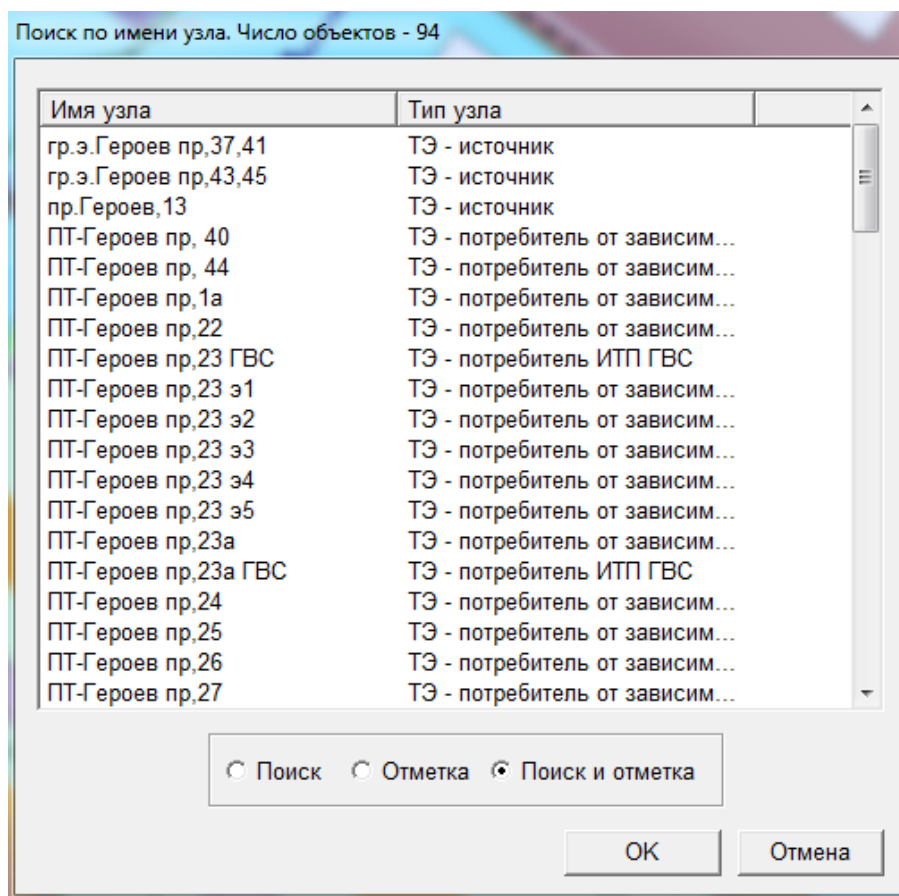 Поиск по имени узла. Число объектов - 94
Имя узла Тип узла
гр.э.Героев пр,37,41 ТЭ - источник
гр.э.Героев пр,43,45 ТЭ - источник
пр.Героев,13 ТЭ - источник
ПТ-Героев пр, 40 ТЭ - потребитель от зависим...
ПТ-Героев пр, 44 ТЭ - потребитель от зависим...
ПТ-Героев пр,1а ТЭ - потребитель от зависим...
ПТ-Героев пр,22 ТЭ - потребитель от зависим...
ПТ-Героев пр,23 ГВС ТЭ - потребитель ИТП ГВС
ПТ-Героев пр,23 э1 ТЭ - потребитель от зависим...
ПТ-Героев пр,23 э2 ТЭ - потребитель от зависим...
ПТ-Героев пр,23 э3 ТЭ - потребитель от зависим...
ПТ-Героев пр,23 э4 ТЭ - потребитель от зависим...
ПТ-Героев пр,23 э5 ТЭ - потребитель от зависим...
ПТ-Героев пр,23а ТЭ - потребитель от зависим...
ПТ-Героев пр,23а ГВС ТЭ - потребитель ИТП ГВС
ПТ-Героев пр,24 ТЭ - потребитель от зависим...
ПТ-Героев пр,25 ТЭ - потребитель от зависим...
ПТ-Героев пр,26 ТЭ - потребитель от зависим...
ПТ-Героев пр,27 ТЭ - потребитель от зависим...
Поиск Отметка Поиск и отметка
OK Отмена